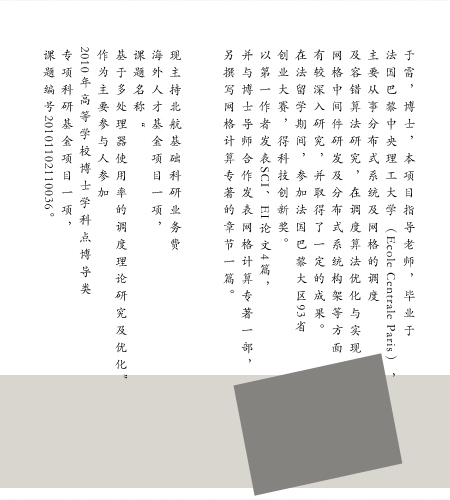 于雷，博士，本项目指导老师，毕业于
法国巴黎中央理工大学（Ecole Centrale Paris），
主要从事分布式系统及网格的调度
及容错算法研究，在调度算法优化与实现、
网格中间件研发及分布式系统构架等方面
有较深入研究，并取得了一定的成果。
在法留学期间，参加法国巴黎大区93省
创业大赛，得科技创新奖。
以第一作者发表SCI、EI论文4篇，
并与博士导师合作发表网格计算专著一部，
另撰写网格计算专著的章节一篇。
现主持北航基础科研业务费
海外人才基金项目一项，
课题名称“
基于多处理器使用率的调度理论研究及优化”
作为主要参与人参加
2010年高等学校博士学科点博导类
专项科研基金项目一项，
课题编号20101102110036。